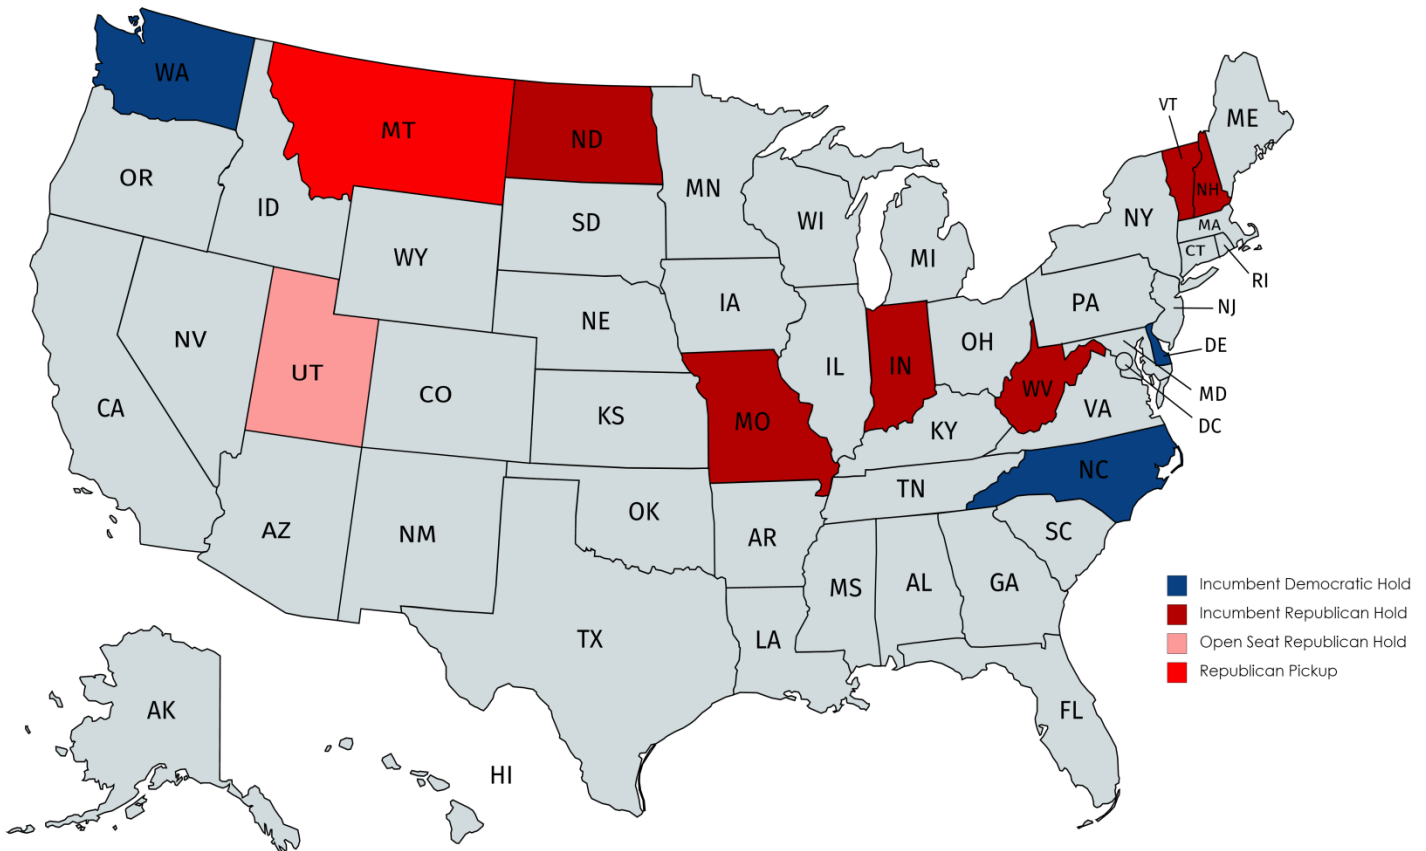 WA
MT
ND
MN
OR
ID
SD
WI
MI
NY
VT
NH
ME
MA
CT
RI
WY
IA
NE
PA
NJ
NV
UT
CO
IL
IN
OH
DE
MD
DC
CA
KS
MO
WV
VA
KY
NC
TN
AZ
NM
OK
AR
SC
MS
AL
GA
TX
LA
FL
AK
HI
Incumbent Democratic Hold
Incumbent Republican Hold
Open Seat Republican Hold
Republican Pickup